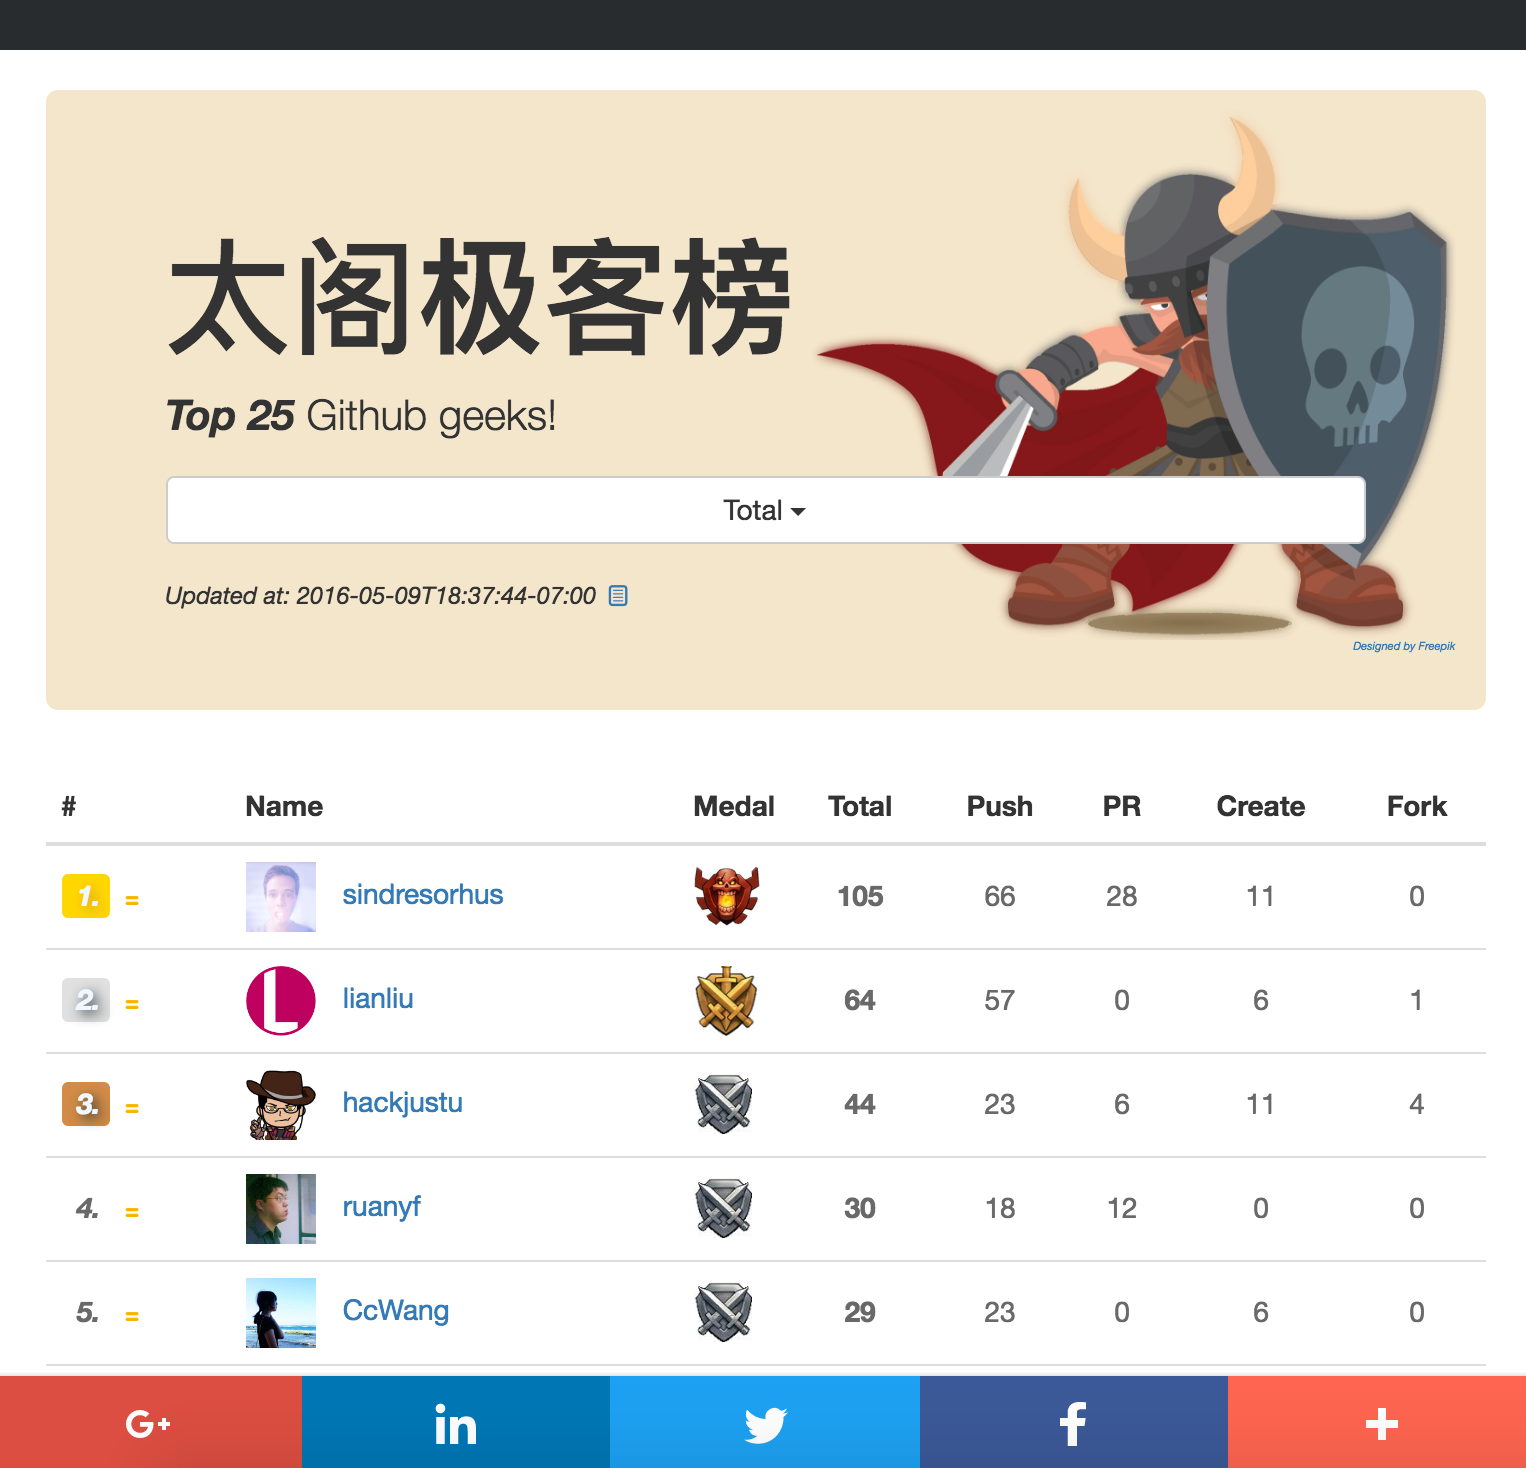 太阁极客榜
Top 25 Github geeks!
Total
Updated at: 2016-05-09T18:37:44-07:00
Designed by Freepik
# Name Medal Total Push PR Create Fork
1. = sindresorhus 105 66 28 11 0
2. = lianliu 64 57 0 6 1
3. = hackjustu 44 23 6 11 4
4. = ruanyf 30 18 12 0 0
5. = CcWang 29 23 0 6 0
G+ in f +